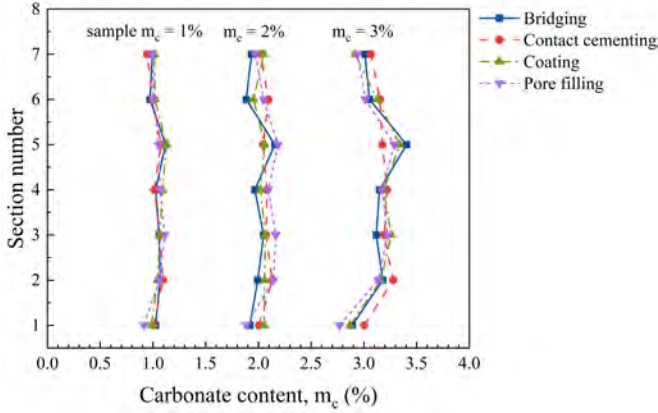 sample m_c = 1% m_c = 2% m_c = 3%
Bridging
Contact cementing
Coating
Pore filling
Section number
7
6
5
4
3
2
1
0.0 0.5 1.0 1.5 2.0 2.5 3.0 3.5 4.0
Carbonate content, m_c (%)